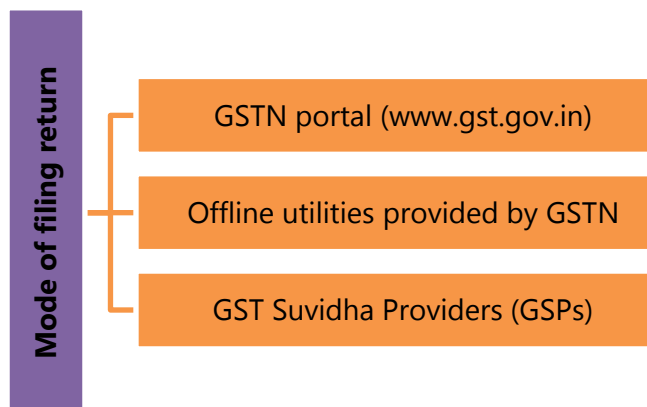 Mode of filing return
GSTN portal (www.gst.gov.in)
Offline utilities provided by GSTN
GST Suvidha Providers (GSPs)